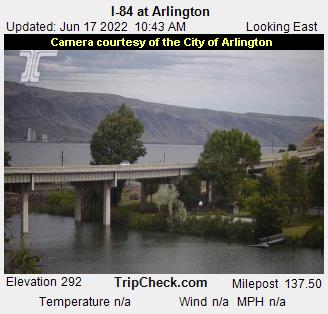 I-84 at Arlington
Updated: Jun 17 2022 10:43 AM Looking East
Camera courtesy of the City of Arlington
Elevation 292 TripCheck.com Milepost 137.50
Temperature n/a Wind n/a MPH n/a